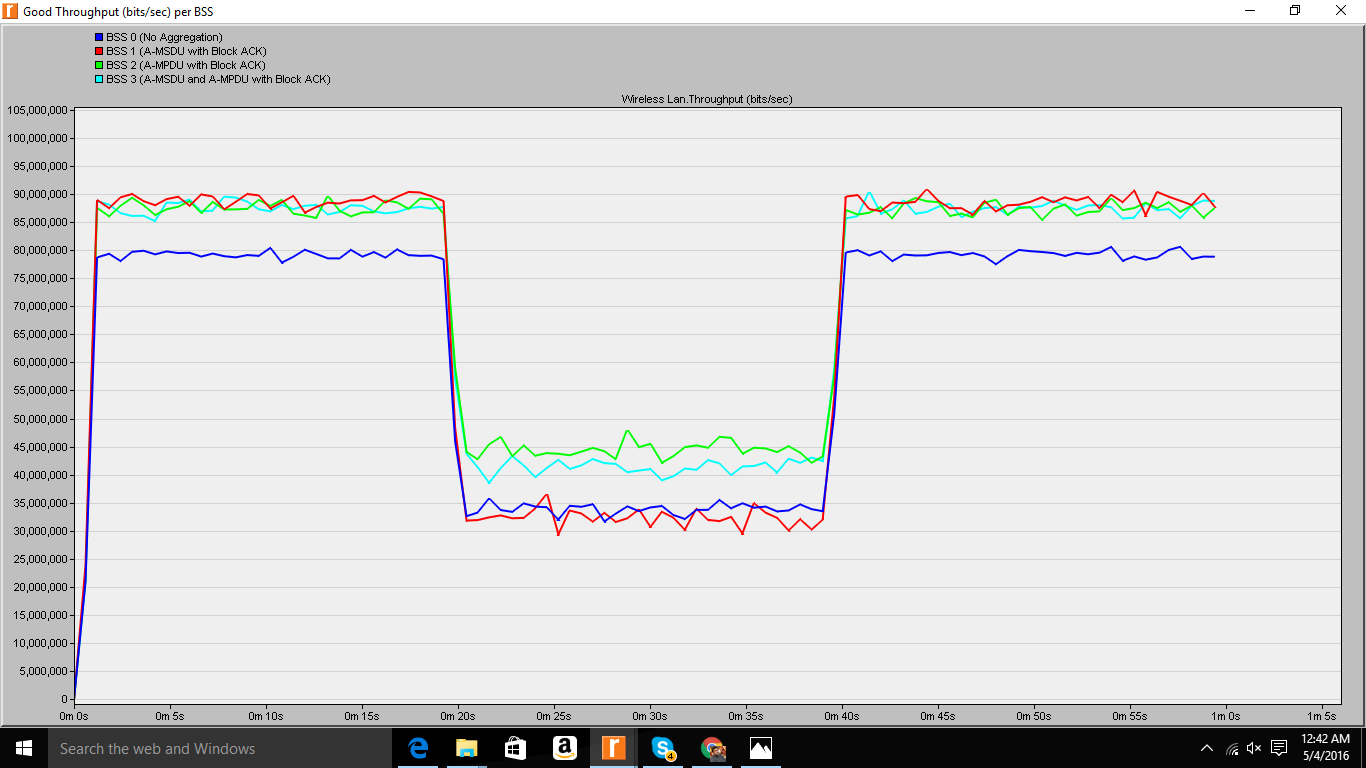 Good Throughput (bits/sec) per BSS
BSS 0 (No Aggregation)
BSS 1 (A-MSDU with Block ACK)
BSS 2 (A-MPDU with Block ACK)
BSS 3 (A-MSDU and A-MPDU with Block ACK)
Wireless Lan.Throughput (bits/sec)
105,000,000
100,000,000
95,000,000
90,000,000
85,000,000
80,000,000
75,000,000
70,000,000
65,000,000
60,000,000
55,000,000
50,000,000
45,000,000
40,000,000
35,000,000
30,000,000
25,000,000
20,000,000
15,000,000
10,000,000
5,000,000
0
0m 0s 0m 5s 0m 10s 0m 15s 0m 20s 0m 25s 0m 30s 0m 35s 0m 40s 0m 45s 0m 50s 0m 55s 1m 0s 1m 5s
Search the web and Windows
4
12:42 AM
5/4/2016